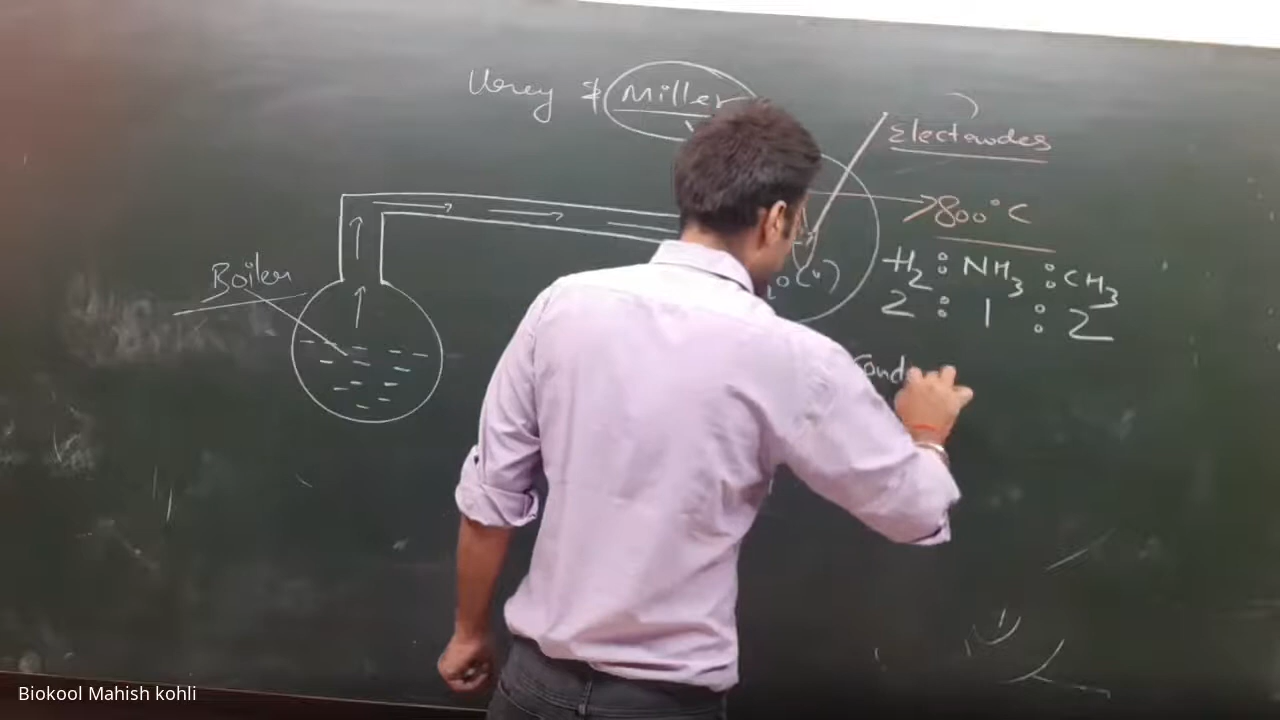 Urey & Miller
Electrodes
800°C
H₂ : NH₃ : CH₃
2 : 1 : 2
Boiler
Cond
Biokool Mahish kohli